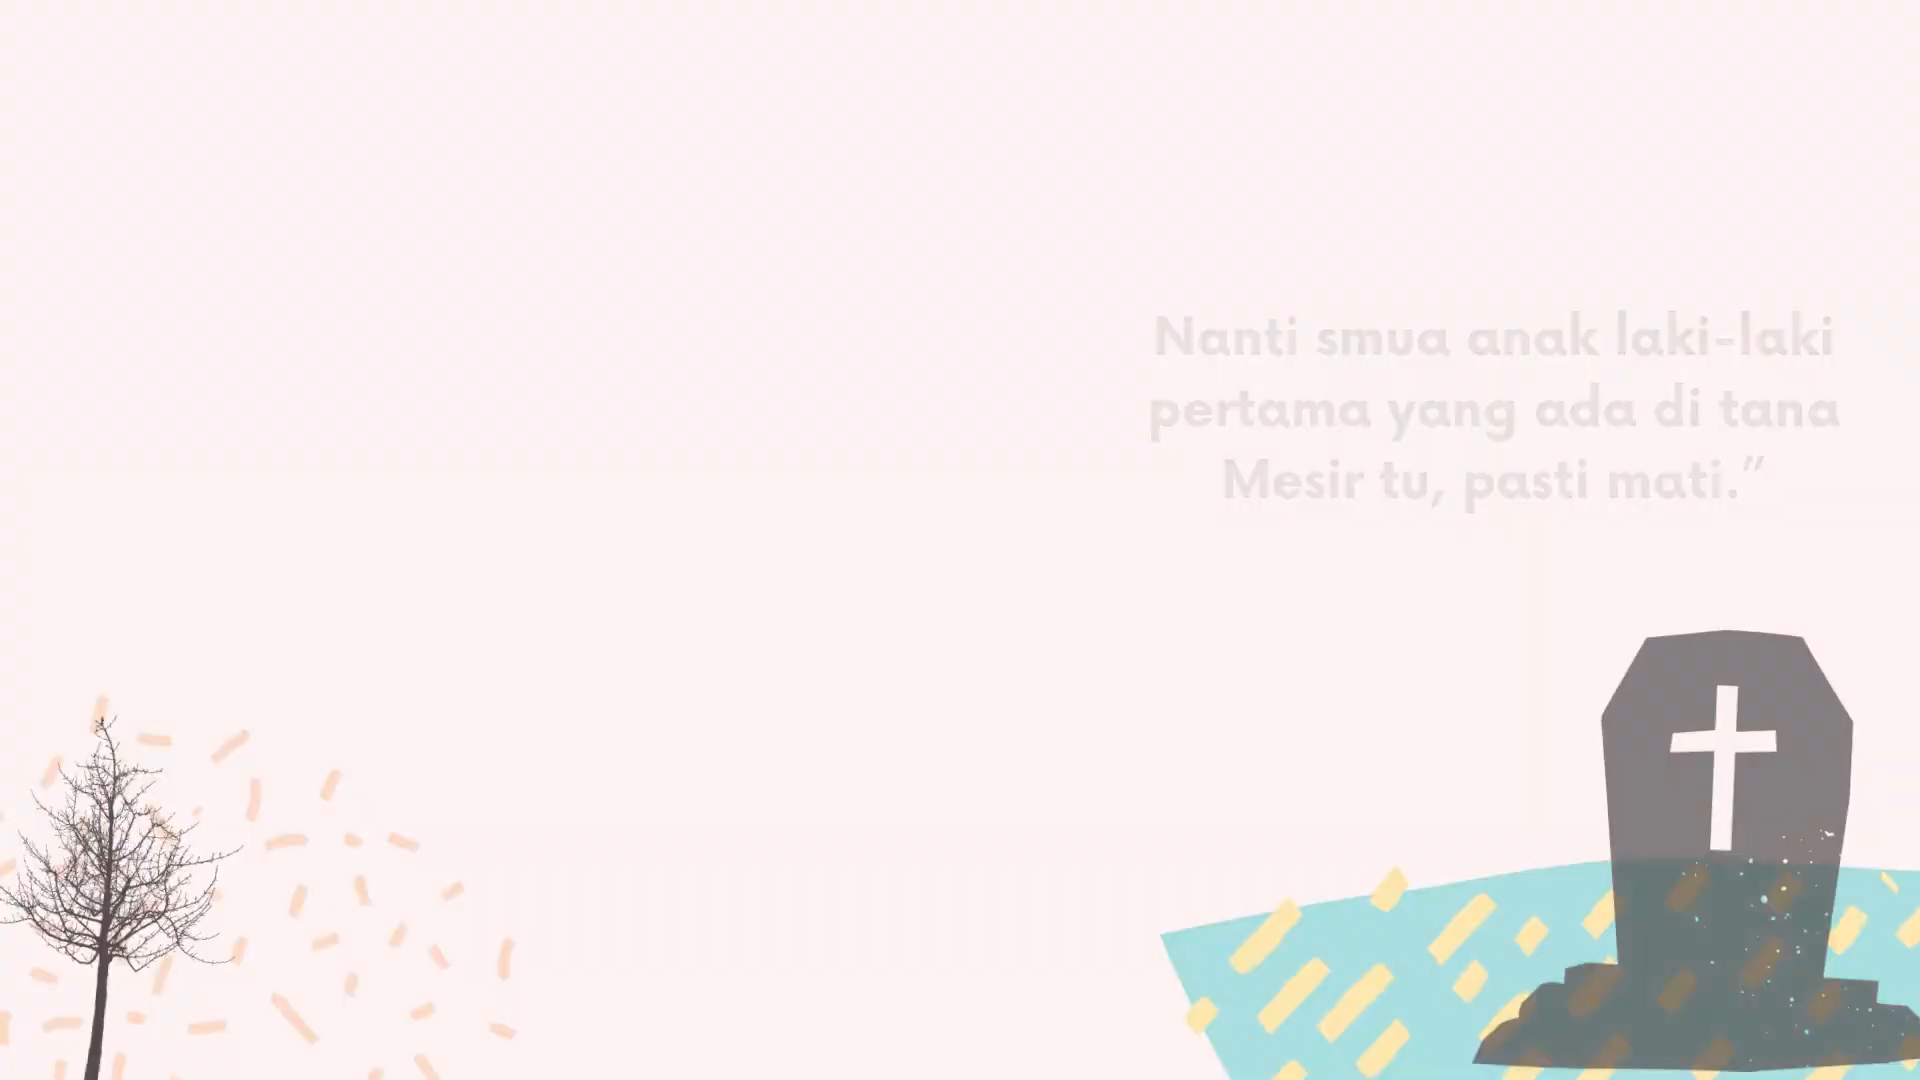 Nanti smua anak laki-laki
pertama yang ada di tana
Mesir tu, pasti mati.”